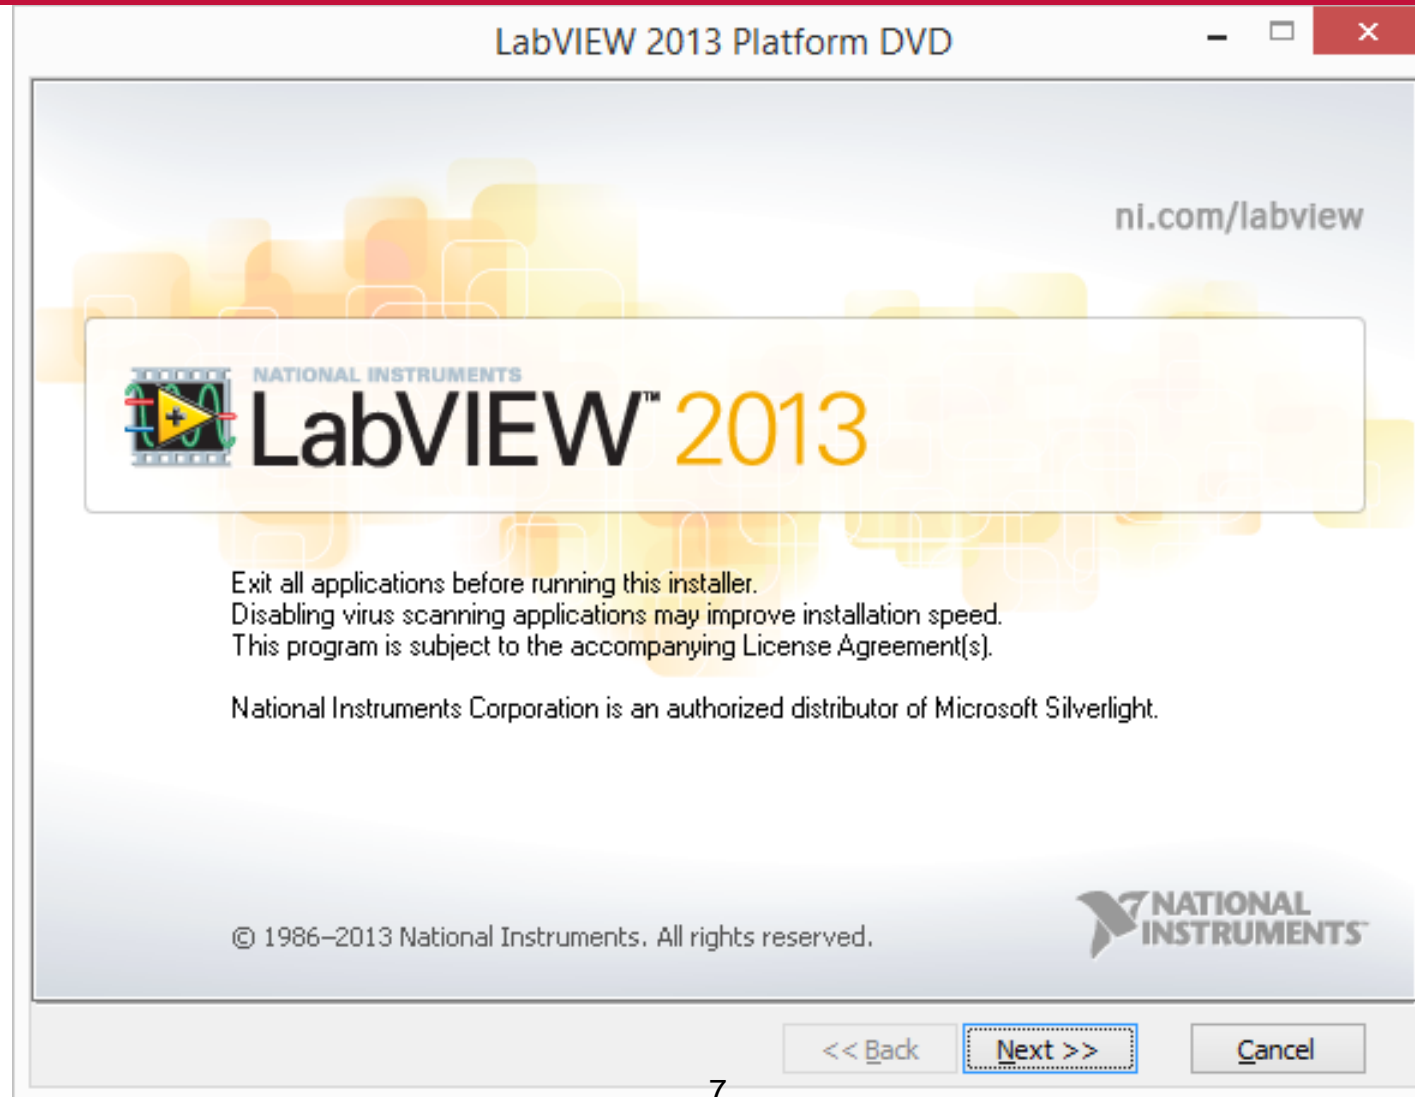 LabVIEW 2013 Platform DVD
ni.com/labview
NATIONAL INSTRUMENTS
LabVIEW™ 2013
Exit all applications before running this installer.
Disabling virus scanning applications may improve installation speed.
This program is subject to the accompanying License Agreement(s).
National Instruments Corporation is an authorized distributor of Microsoft Silverlight.
© 1986–2013 National Instruments. All rights reserved.
NATIONAL
INSTRUMENTS™
<< Back Next >> Cancel
7